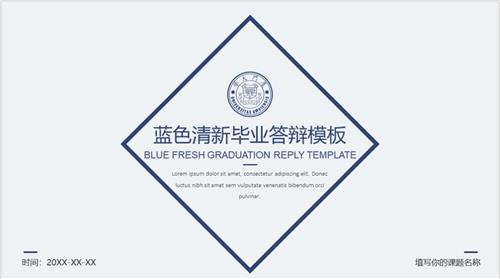 蓝色清新毕业答辩模板
BLUE FRESH GRADUATION REPLY TEMPLATE
Lorem ipsum dolor sit amet, consectetur adipiscing elit. Donec
luctus nibh sit amet sem vulputate venenatis bibendum orci
pulvinar.
时间：20XX-XX-XX
填写你的课题名称